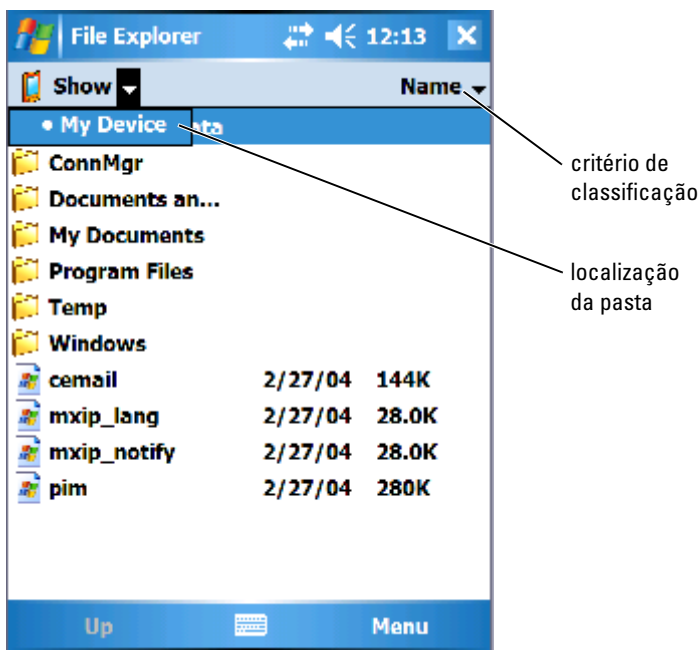 File Explorer 12:13
Show Name
My Device ata
ConnMgr
Documents an...
My Documents
Program Files
Temp
Windows
cemail 2/27/04 144K
mxip_lang 2/27/04 28.0K
mxip_notify 2/27/04 28.0K
pim 2/27/04 280K
Up Menu
critério de
classificação
localização
da pasta